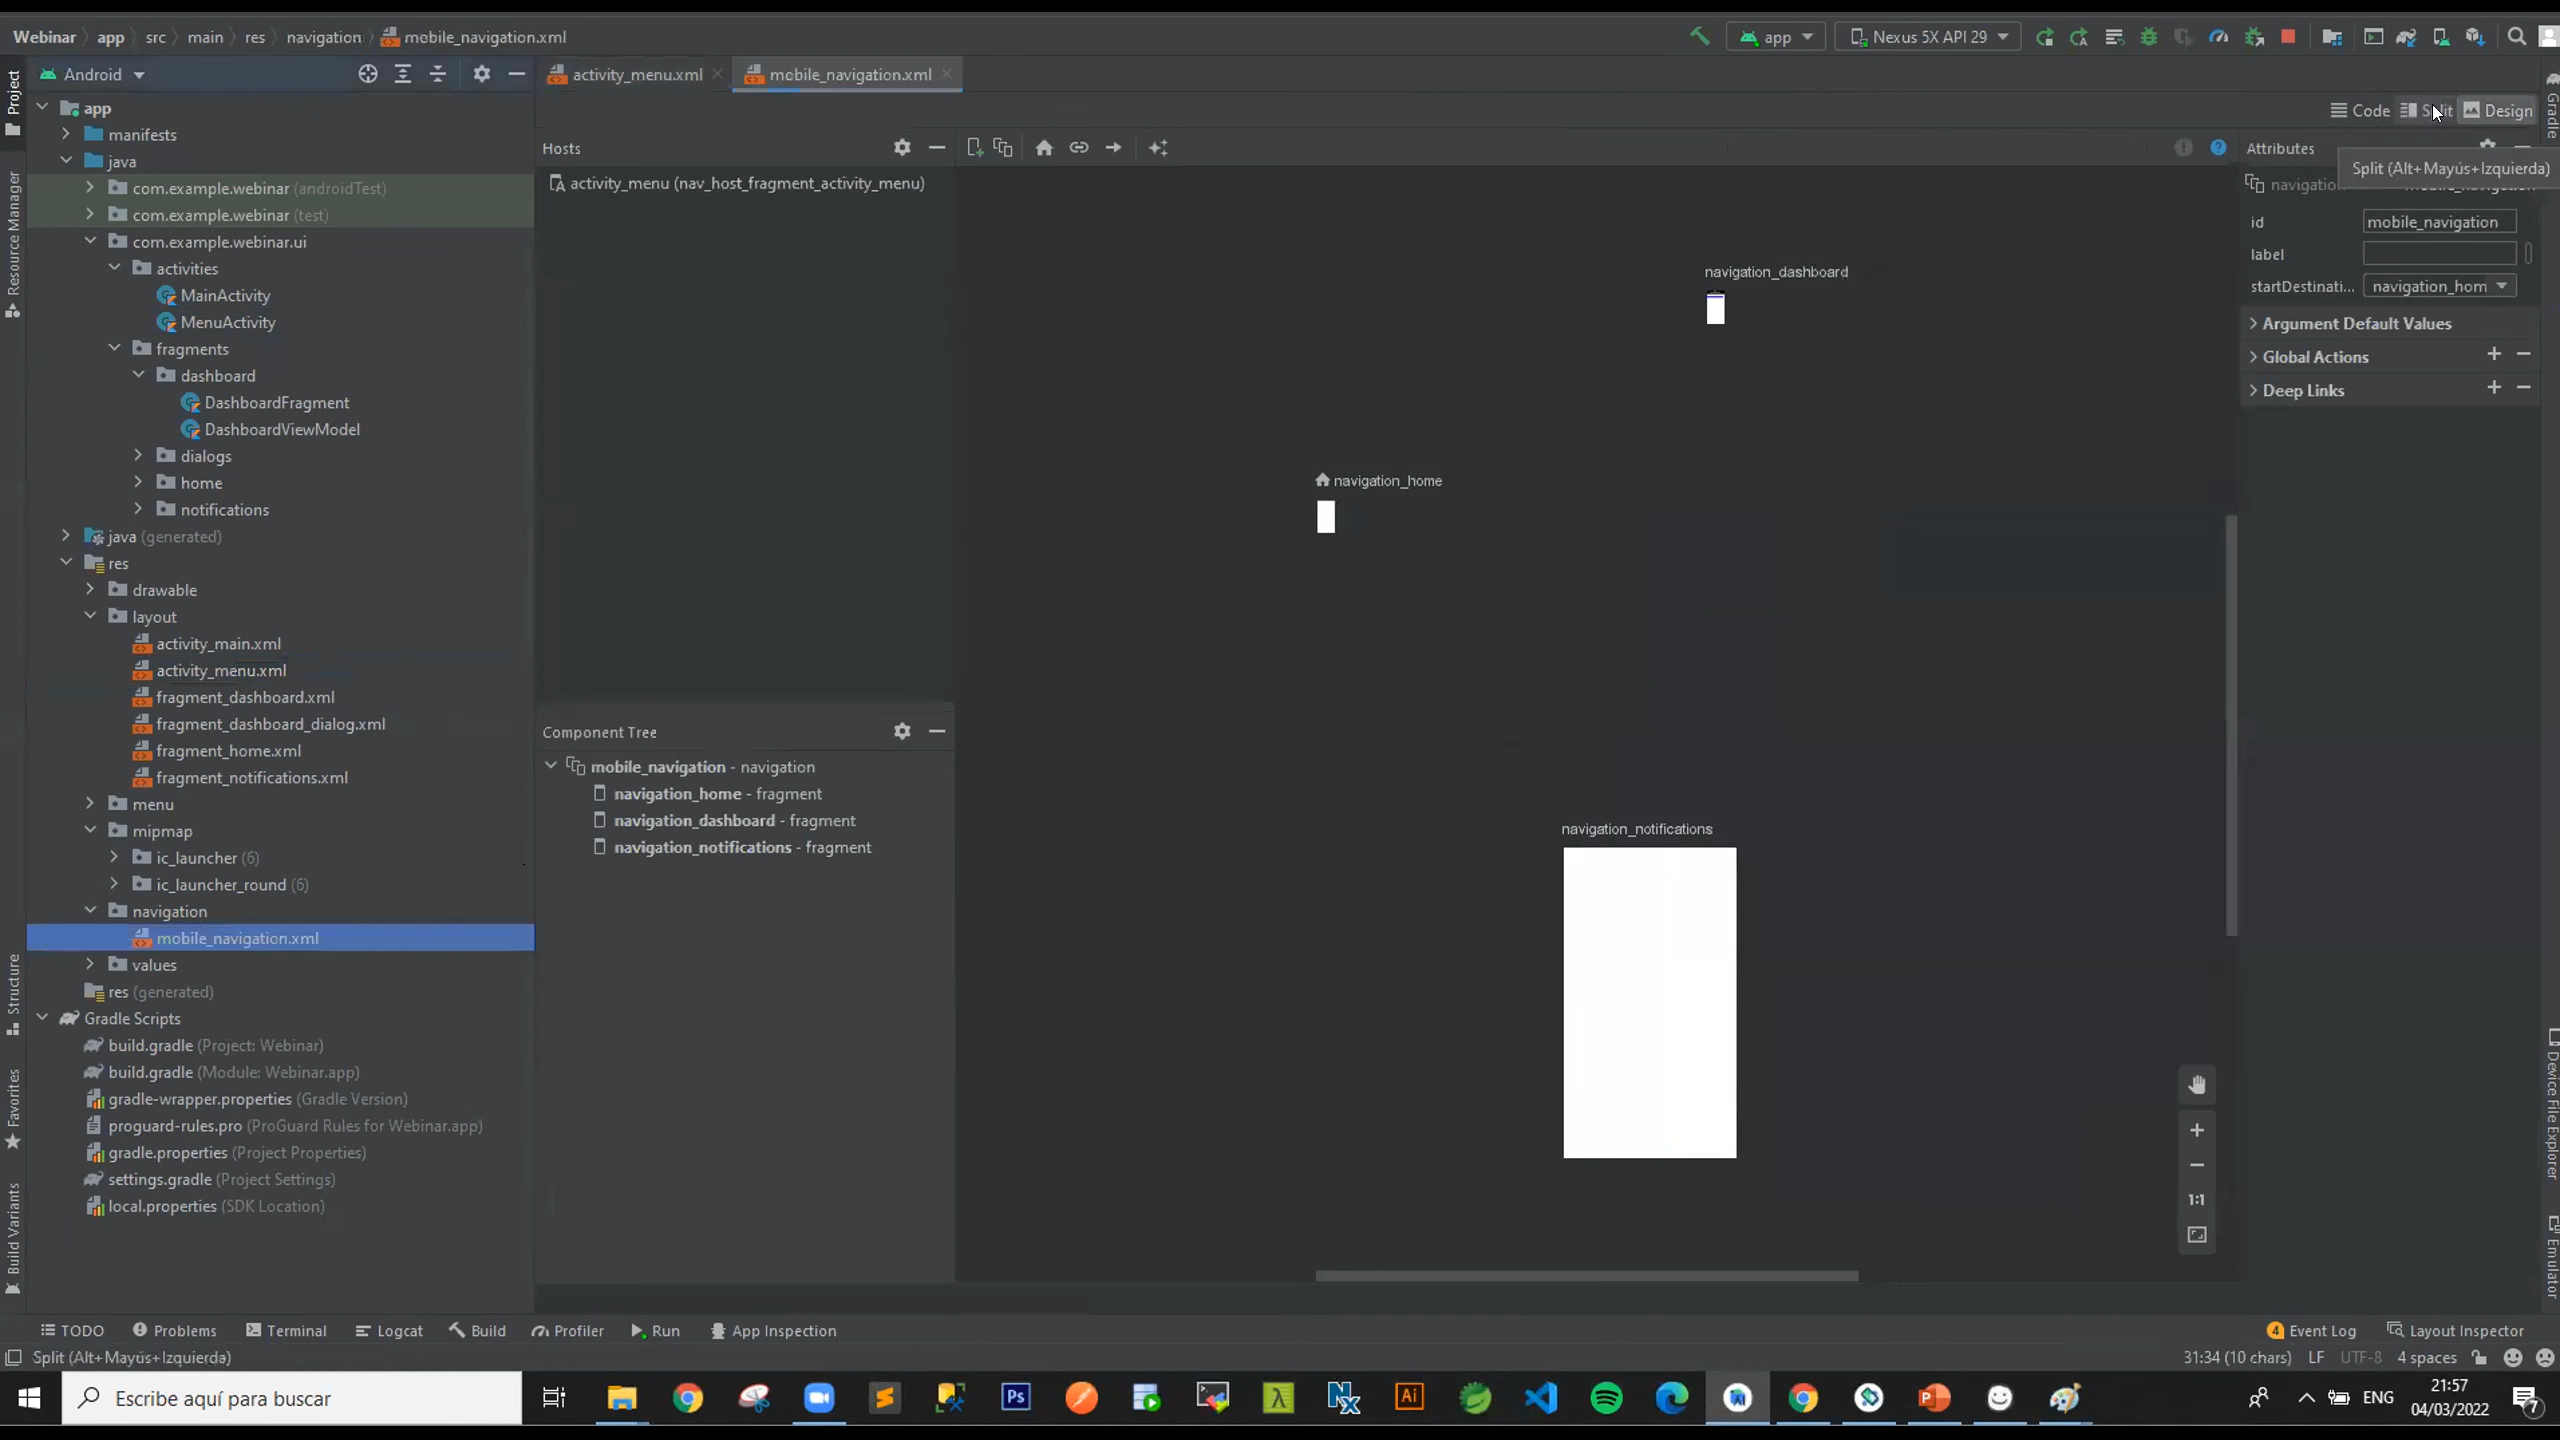 Webinar app src main res navigation mobile_navigation.xml
app Nexus 5X API 29
Android
activity_menu.xml mobile_navigation.xml
Code Split Design
Project
Resource Manager
Structure
Favorites
Build Variants
app
manifests
java
com.example.webinar (androidTest)
com.example.webinar (test)
com.example.webinar.ui
activities
MainActivity
MenuActivity
fragments
dashboard
DashboardFragment
DashboardViewModel
dialogs
home
notifications
java (generated)
res
drawable
layout
activity_main.xml
activity_menu.xml
fragment_dashboard.xml
fragment_dashboard_dialog.xml
fragment_home.xml
fragment_notifications.xml
menu
mipmap
ic_launcher (6)
ic_launcher_round (6)
navigation
mobile_navigation.xml
values
res (generated)
Gradle Scripts
build.gradle (Project: Webinar)
build.gradle (Module: Webinar.app)
gradle-wrapper.properties (Gradle Version)
proguard-rules.pro (ProGuard Rules for Webinar.app)
gradle.properties (Project Properties)
settings.gradle (Project Settings)
local.properties (SDK Location)
Hosts
activity_menu (nav_host_fragment_activity_menu)
Component Tree
mobile_navigation - navigation
navigation_home - fragment
navigation_dashboard - fragment
navigation_notifications - fragment
navigation_dashboard
navigation_home
navigation_notifications
1:1
Attributes
Split (Alt+Mayús+Izquierda)
navigation
id mobile_navigation
label
startDestinati... navigation_hom
Argument Default Values
Global Actions
Deep Links
Gradle
Device File Explorer
Emulator
TODO Problems Terminal Logcat Build Profiler Run App Inspection
4 Event Log Layout Inspector
Split (Alt+Mayús+Izquierda)
31:34 (10 chars) LF UTF-8 4 spaces
Escribe aquí para buscar
Ps
Ai
ENG
21:57
04/03/2022
7